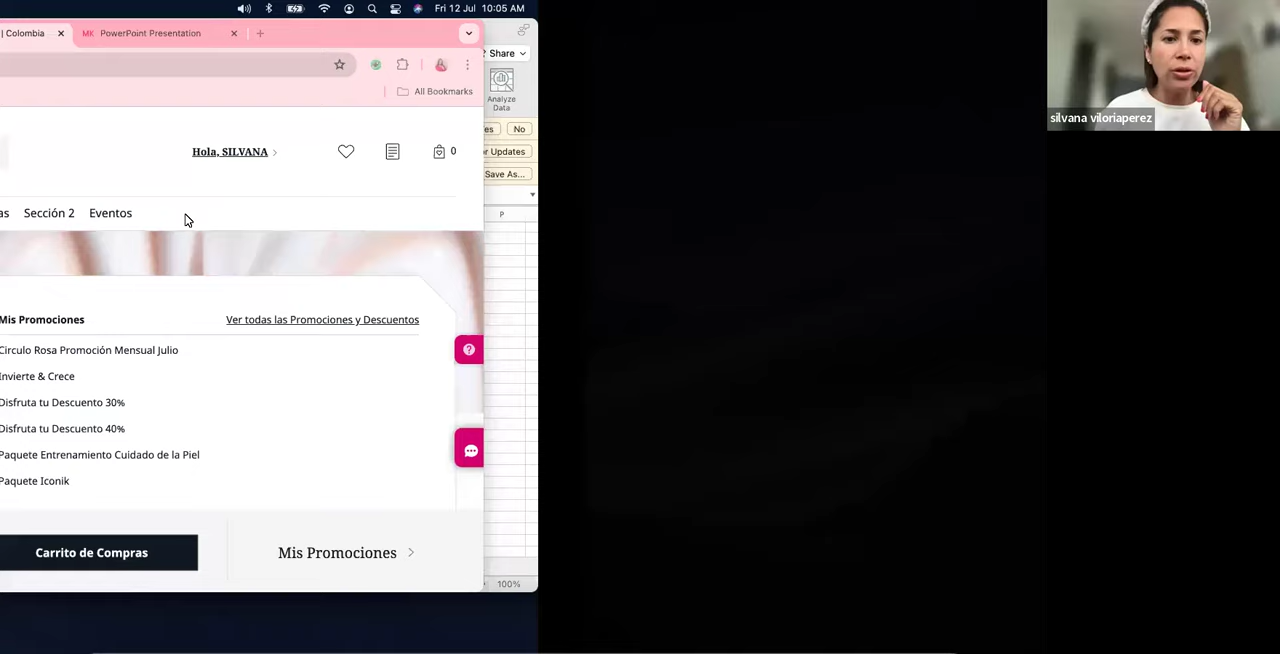 Fri 12 Jul 10:05 AM
| Colombia
MK PowerPoint Presentation
Share
All Bookmarks
Analyze
Data
es No
r Updates
Save As...
Hola, SILVANA
0
as Sección 2 Eventos
P
Mis Promociones Ver todas las Promociones y Descuentos
Circulo Rosa Promoción Mensual Julio
Invierte & Crece
Disfruta tu Descuento 30%
Disfruta tu Descuento 40%
Paquete Entrenamiento Cuidado de la Piel
Paquete Iconik
Carrito de Compras Mis Promociones
100%
silvana viloriaperez